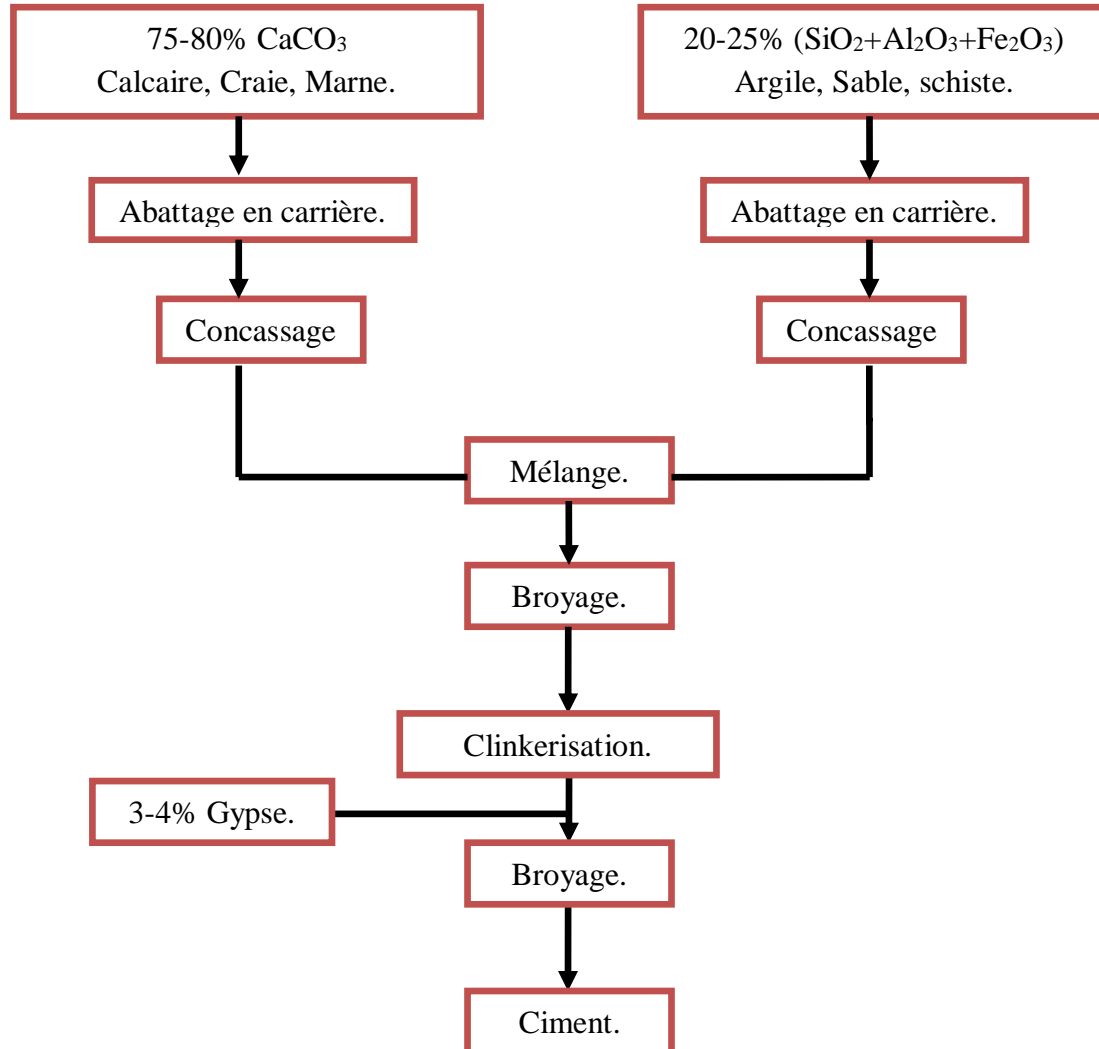 75-80% CaCO₃
Calcaire, Craie, Marne.
20-25% (SiO₂+Al₂O₃+Fe₂O₃)
Argile, Sable, schiste.
Abattage en carrière.
Abattage en carrière.
Concassage
Concassage
Mélange.
Broyage.
Clinkerisation.
3-4% Gypse.
Broyage.
Ciment.